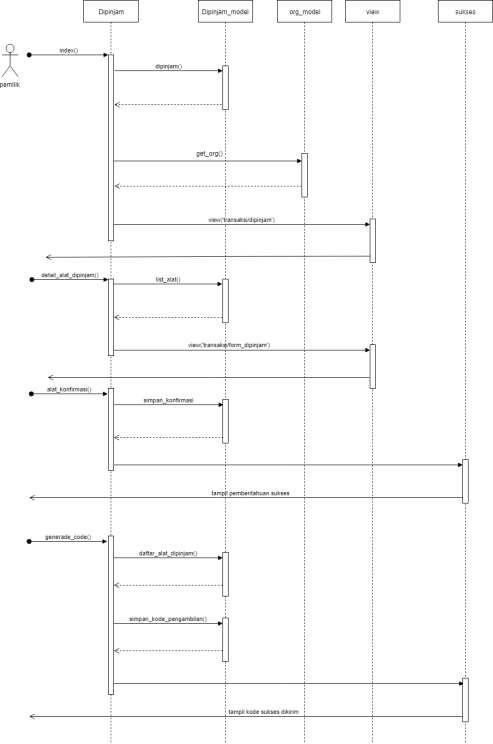 Dipinjam
Dipinjam_model
org_model
view
sukses
index()
pemilik
dipinjam()
get_org()
view('transaksi/dipinjam')
detail_alat_dipinjam()
list_alat()
view('transaksi/form_dipinjam')
alat_konfirmasi()
simpan_konfirmasi
tampil pemberitahuan sukses
generade_code()
daftar_alat_dipinjam()
simpan_kode_pengambilan()
tampil kode sukses dikirim